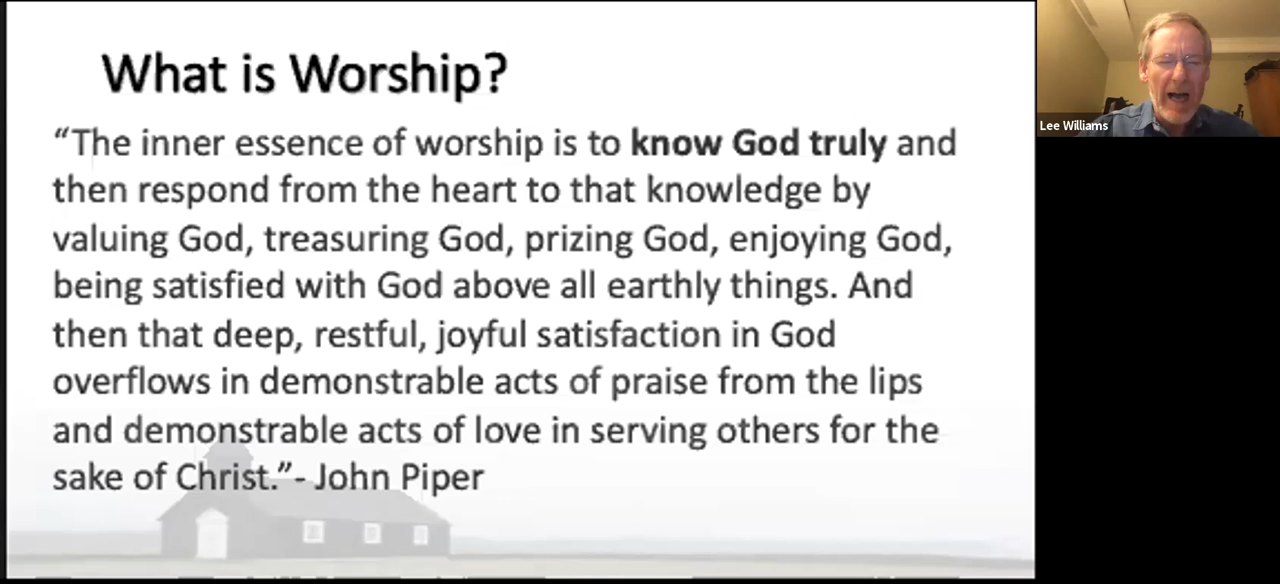 What is Worship?
“The inner essence of worship is to know God truly and
then respond from the heart to that knowledge by
valuing God, treasuring God, prizing God, enjoying God,
being satisfied with God above all earthly things. And
then that deep, restful, joyful satisfaction in God
overflows in demonstrable acts of praise from the lips
and demonstrable acts of love in serving others for the
sake of Christ.”- John Piper
Lee Williams